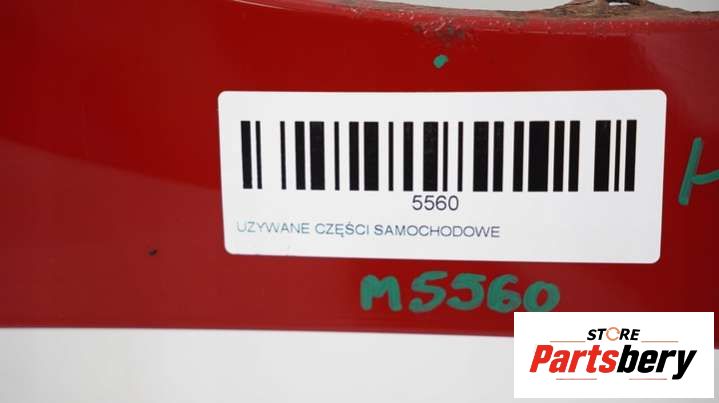 5560
UZYWANE CZĘŚCI SAMOCHODOWE
M5560
STORE
Partsbery